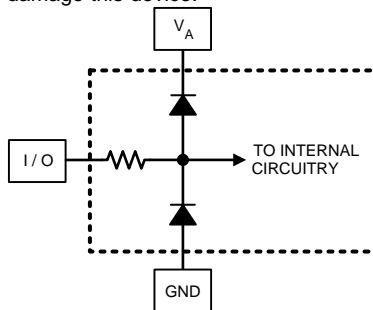 damage this device.
V_A
I / O
TO INTERNAL
CIRCUITRY
GND